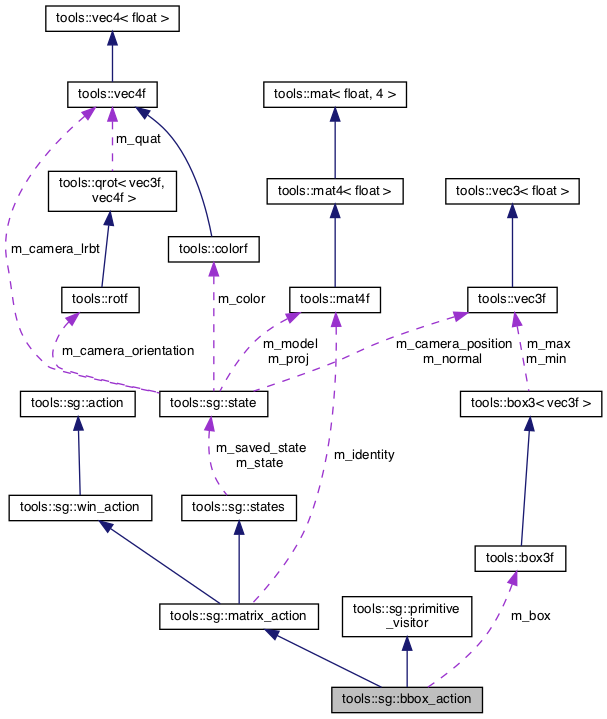 tools::vec4< float >
tools::vec4f
tools::mat< float, 4 >
m_quat
tools::qrot< vec3f,
vec4f >
tools::mat4< float >
tools::vec3< float >
m_camera_lrbt
tools::colorf
tools::rotf
m_color
tools::mat4f
tools::vec3f
m_camera_orientation
m_model
m_proj
m_camera_position
m_normal
m_max
m_min
tools::sg::action
tools::sg::state
tools::box3< vec3f >
m_saved_state
m_state
m_identity
tools::sg::win_action
tools::sg::states
tools::box3f
tools::sg::matrix_action
tools::sg::primitive
_visitor
m_box
tools::sg::bbox_action